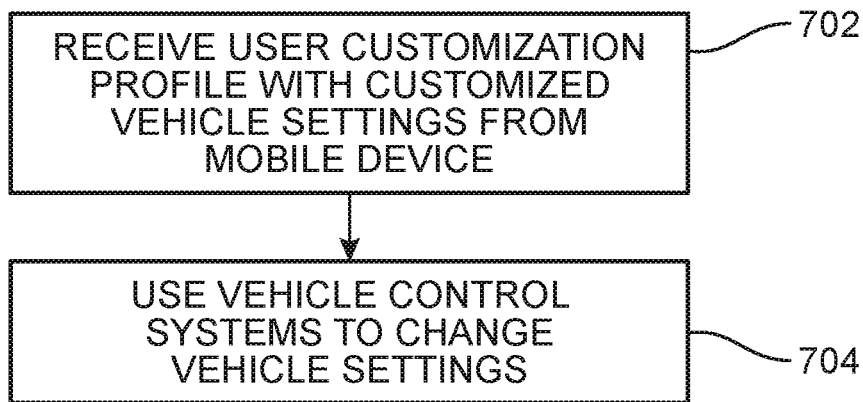 RECEIVE USER CUSTOMIZATION
PROFILE WITH CUSTOMIZED
VEHICLE SETTINGS FROM
MOBILE DEVICE
702
USE VEHICLE CONTROL
SYSTEMS TO CHANGE
VEHICLE SETTINGS
704